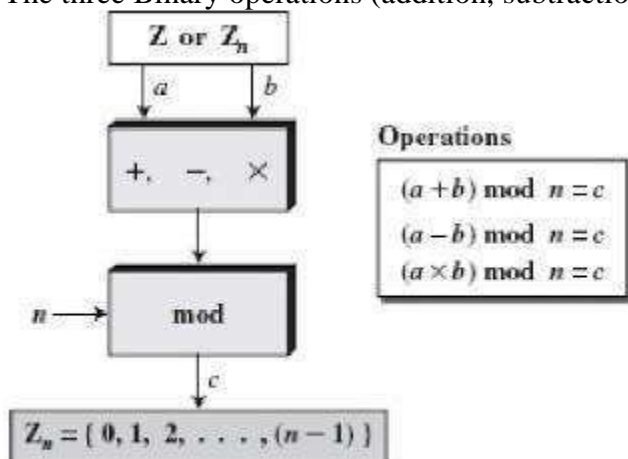 The three Binary operations (addition, subtractio
Z or Zn
a b
+, −, ×
n mod
c
Zn = { 0, 1, 2, . . . , (n − 1) }
Operations
(a + b) mod n = c
(a − b) mod n = c
(a × b) mod n = c